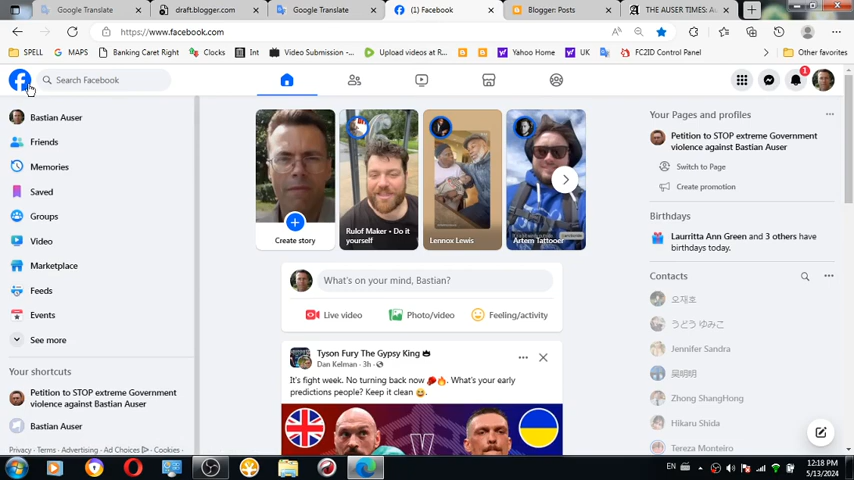 Google Translate
draft.blogger.com
Google Translate
(1) Facebook
Blogger: Posts
THE AUSER TIMES: A
https://www.facebook.com
SPELL
MAPS
Banking Caret Right
Clocks
Int
Video Submission -...
Upload videos at R...
Yahoo Home
UK
FC2ID Control Panel
Other favorites
Search Facebook
1
Bastian Auser
Friends
Memories
Saved
Groups
Video
Marketplace
Feeds
Events
See more
Your shortcuts
Petition to STOP extreme Government
violence against Bastian Auser
Bastian Auser
Privacy · Terms · Advertising · Ad Choices · Cookies ·
Create story
Rulof Maker • Do it
yourself
Lennox Lewis
Artem Tattooer
What's on your mind, Bastian?
Live video
Photo/video
Feeling/activity
Tyson Fury The Gypsy King
Dan Kelman · 3h ·
It's fight week. No turning back now 🥊🔥. What's your early
predictions people? Keep it clean 😅.
V
Your Pages and profiles
Petition to STOP extreme Government
violence against Bastian Auser
Switch to Page
Create promotion
Birthdays
Laurritta Ann Green and 3 others have
birthdays today.
Contacts
오재호
うどう ゆみこ
Jennifer Sandra
吴明明
Zhong ShangHong
Hikaru Shida
Tereza Monteiro
EN
12:18 PM
5/13/2024